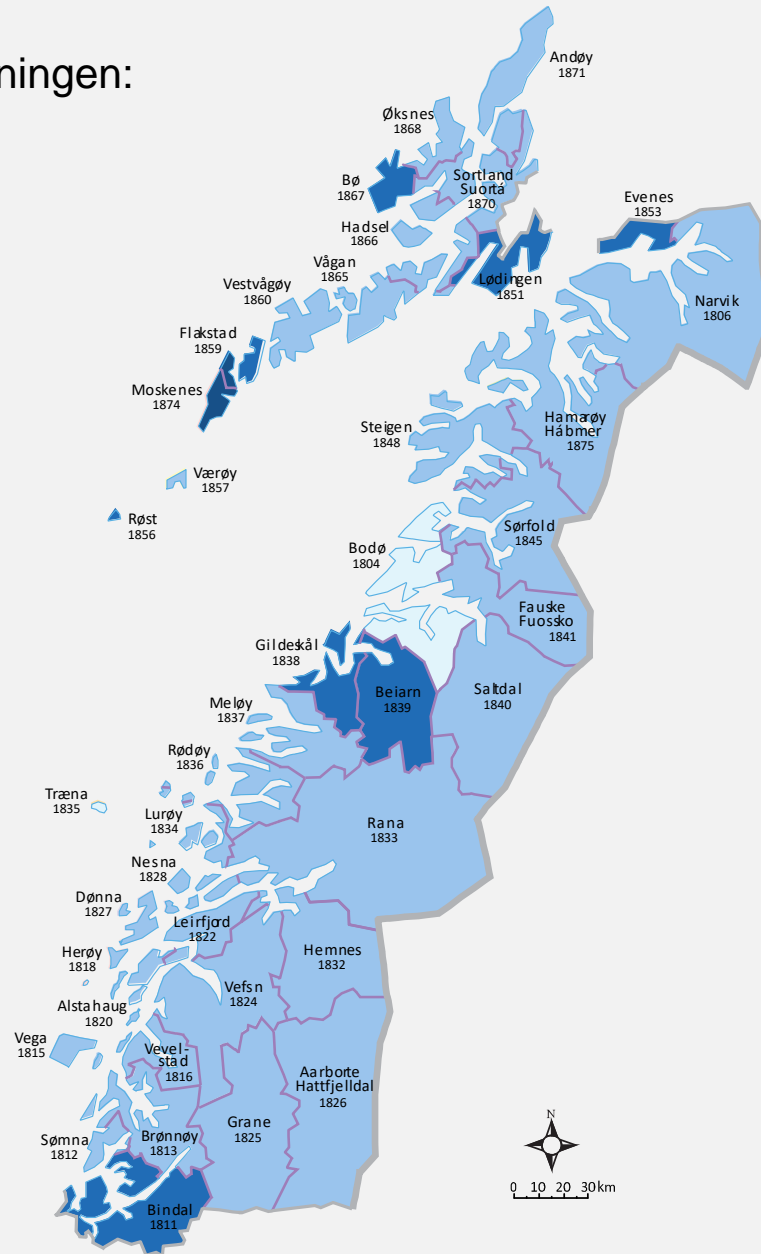 ningen:
Andøy
1871
Øksnes
1868
Bø
1867
Sortland
Suortá
1870
Evenes
1853
Hadsel
1866
Vågan
1865
Lødingen
1851
Vestvågøy
1860
Narvik
1806
Flakstad
1859
Moskenes
1874
Hamarøy
Hábmer
1875
Steigen
1848
Værøy
1857
Røst
1856
Sørfold
1845
Bodø
1804
Fauske
Fuossko
1841
Gildeskål
1838
Beiarn
1839
Saltdal
1840
Meløy
1837
Rødøy
1836
Træna
1835
Lurøy
1834
Rana
1833
Nesna
1828
Dønna
1827
Leirfjord
1822
Herøy
1818
Hemnes
1832
Vefsn
1824
Alstahaug
1820
Vega
1815
Vevel-
stad
1816
Aarborte
Hattfjelldal
1826
Grane
1825
Sømna
1812
Brønnøy
1813
Bindal
1811
N
0 10 20 30km